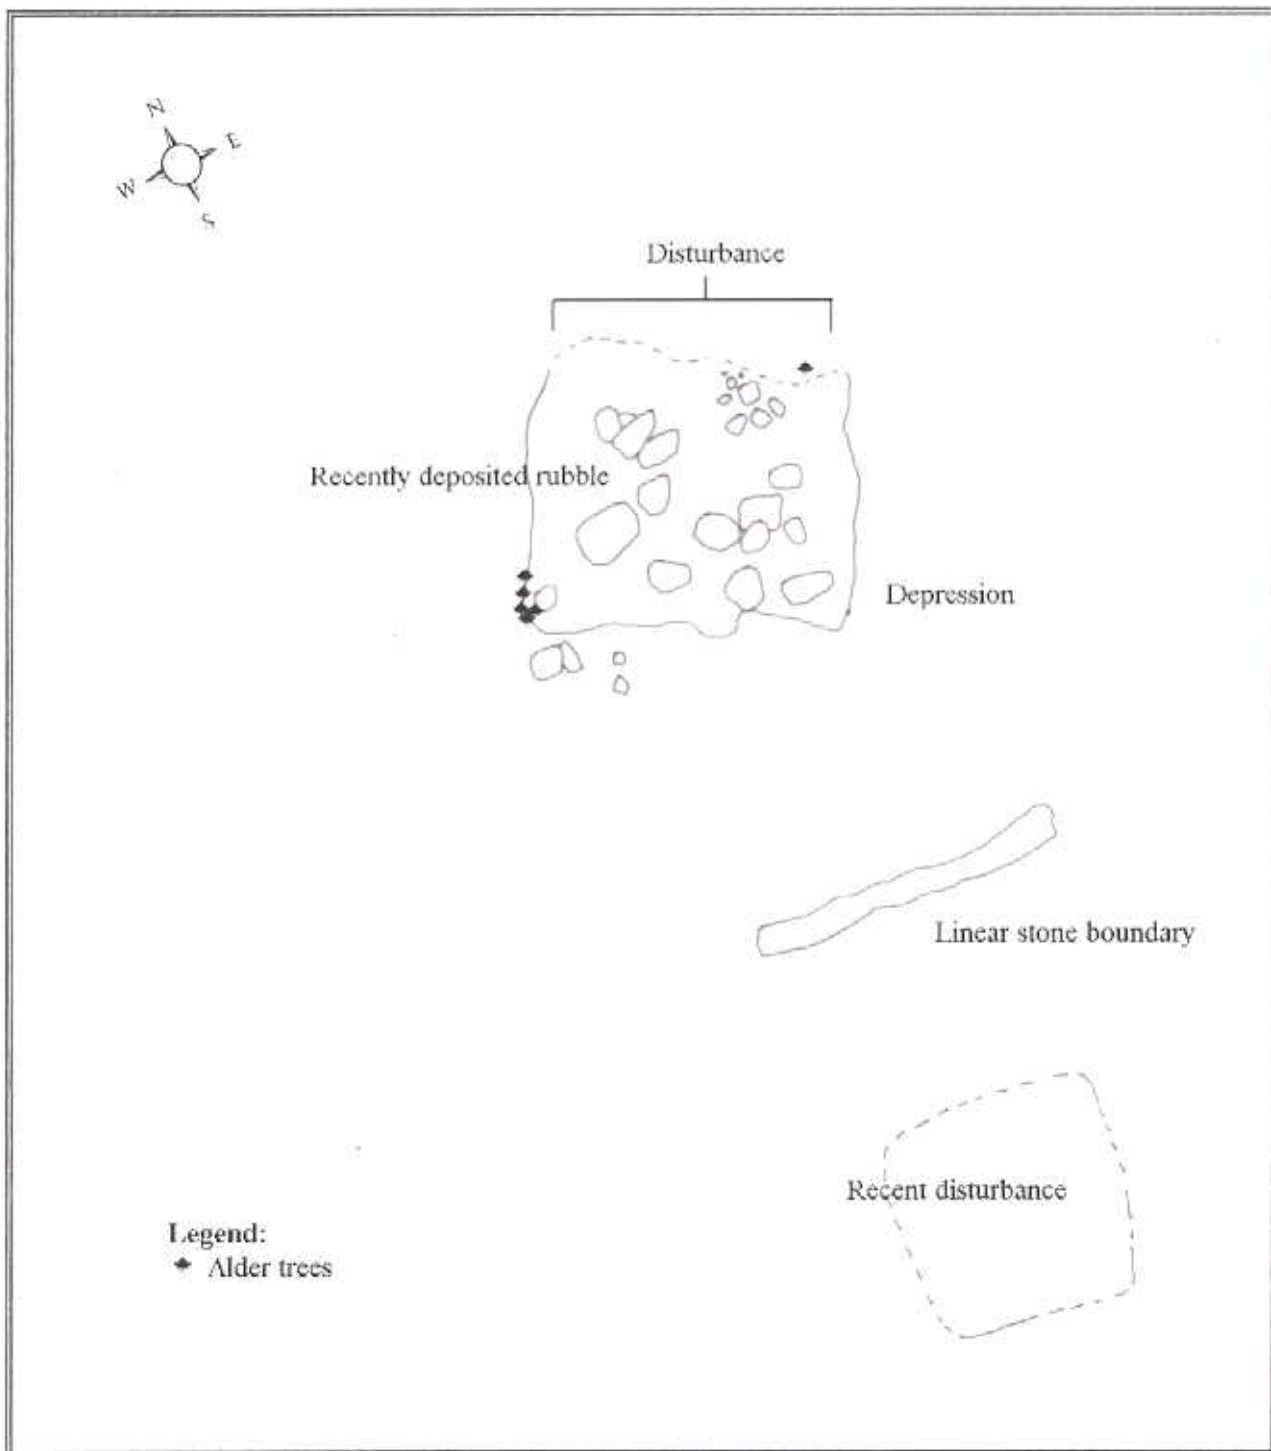 N
E
W
S
Disturbance
Recently deposited rubble
Depression
Linear stone boundary
Recent disturbance
Legend:
Alder trees